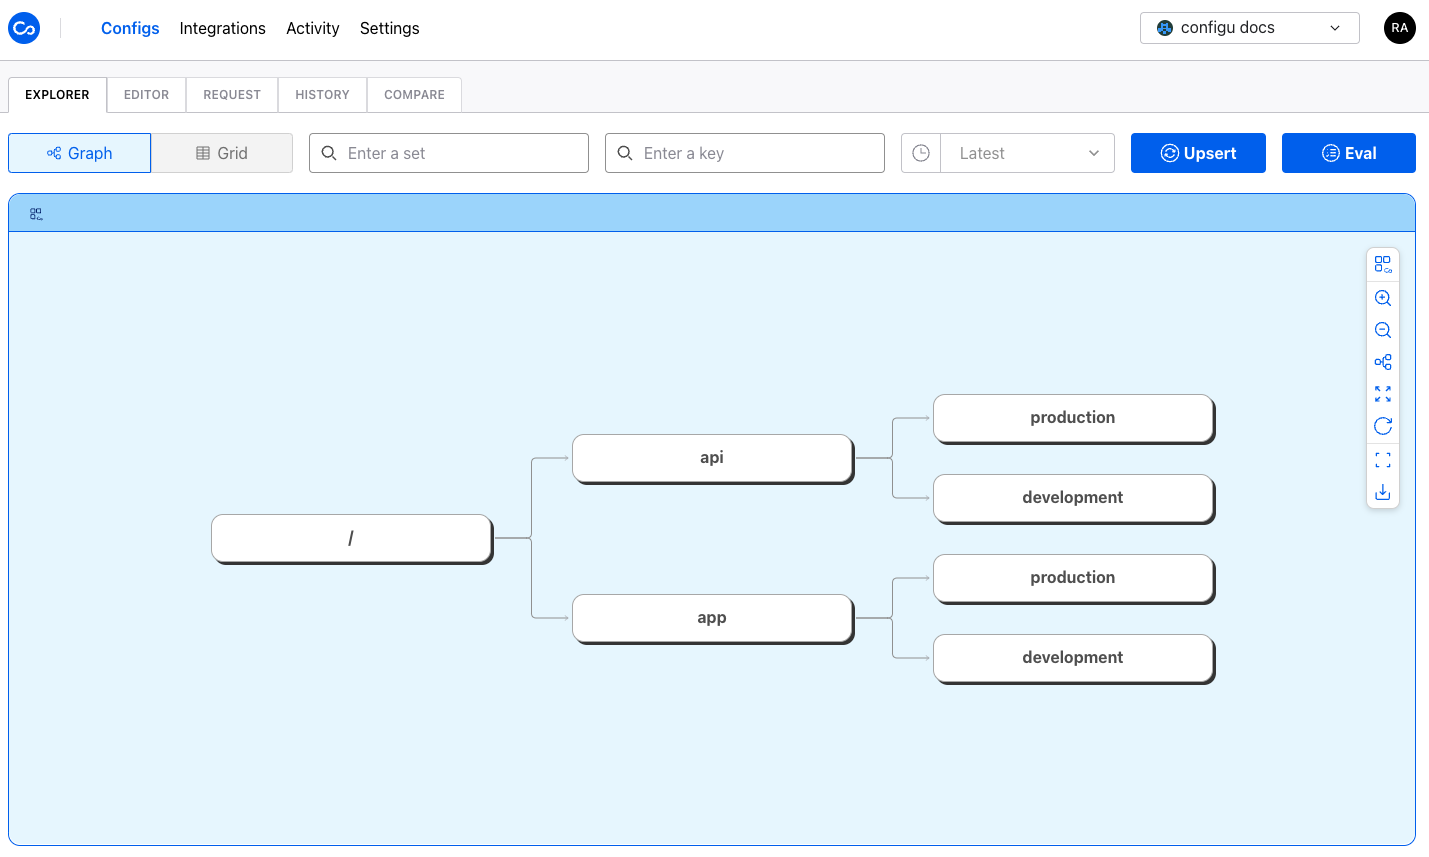 Configs Integrations Activity Settings configu docs RA
EXPLORER EDITOR REQUEST HISTORY COMPARE
Graph Grid Enter a set Enter a key Latest Upsert Eval
production
api
development
/
production
app
development